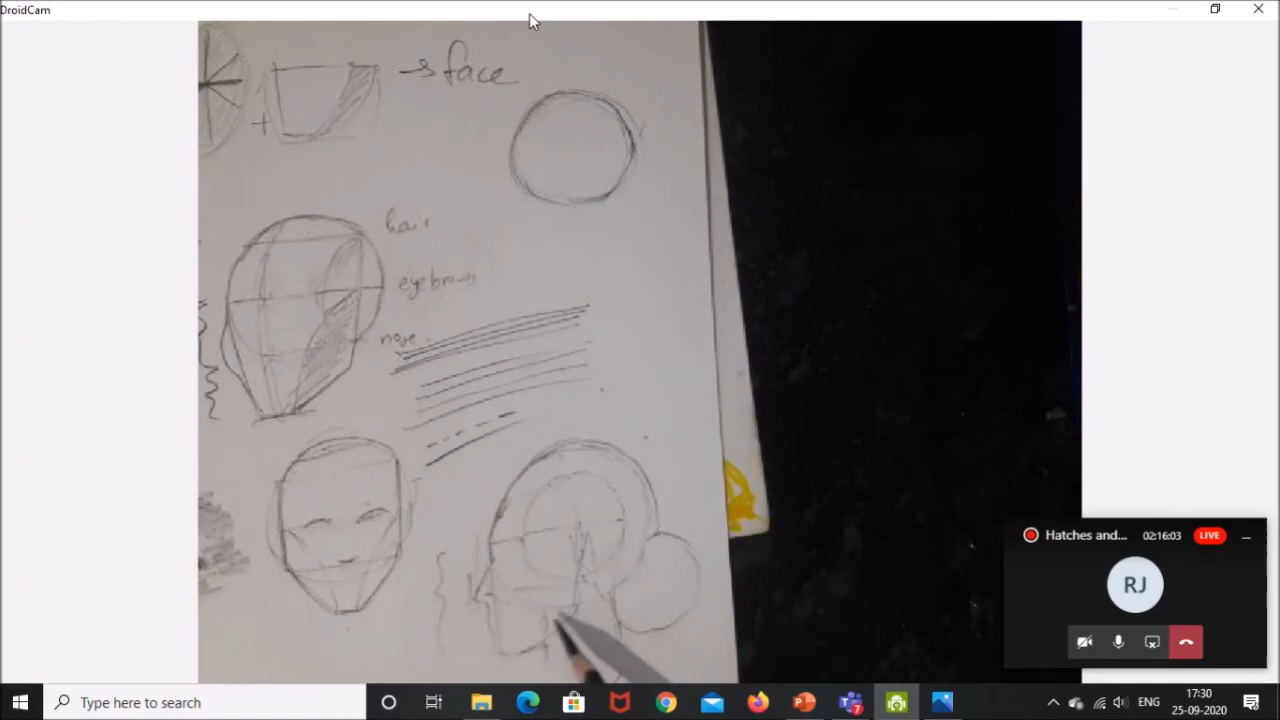 DroidCam
→ face
+
hair
eyebrows
nose
Hatches and...
02:16:03
LIVE
RJ
Type here to search
7
ENG
17:30
25-09-2020